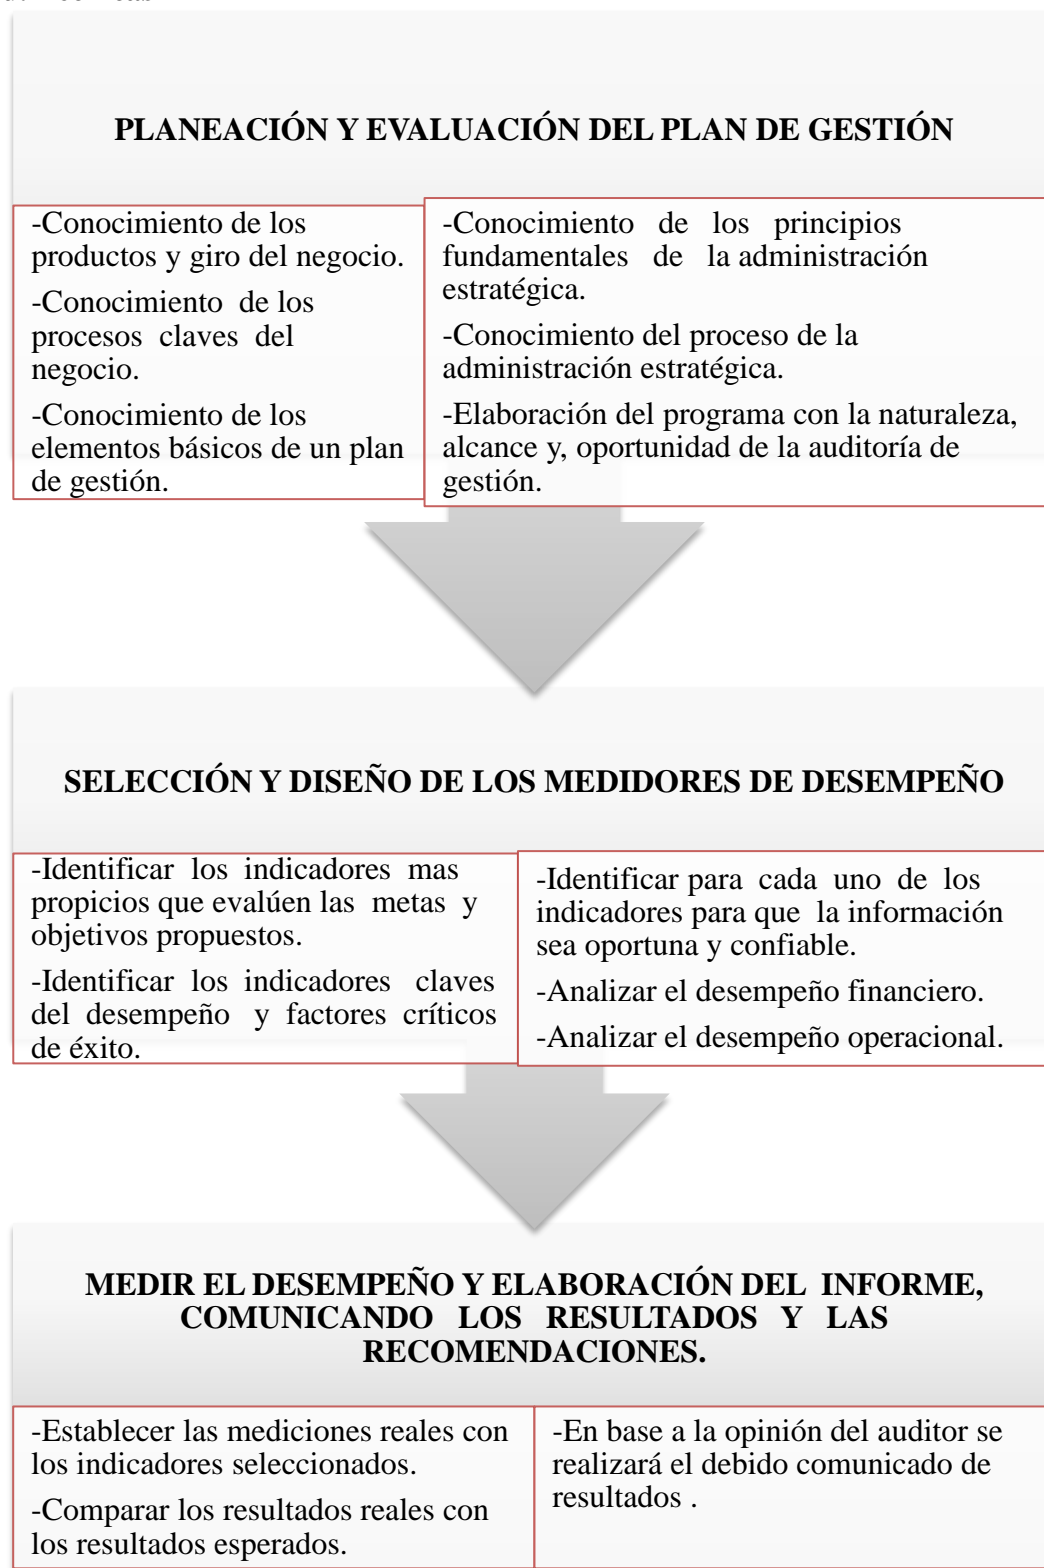 PLANEACIÓN Y EVALUACIÓN DEL PLAN DE GESTIÓN
-Conocimiento de los
productos y giro del negocio.
-Conocimiento de los
procesos claves del
negocio.
-Conocimiento de los
elementos básicos de un plan
de gestión.
-Conocimiento de los principios
fundamentales de la administración
estratégica.
-Conocimiento del proceso de la
administración estratégica.
-Elaboración del programa con la naturaleza,
alcance y, oportunidad de la auditoría de
gestión.
SELECCIÓN Y DISEÑO DE LOS MEDIDORES DE DESEMPEÑO
-Identificar los indicadores mas
propicios que evalúen las metas y
objetivos propuestos.
-Identificar los indicadores claves
del desempeño y factores críticos
de éxito.
-Identificar para cada uno de los
indicadores para que la información
sea oportuna y confiable.
-Analizar el desempeño financiero.
-Analizar el desempeño operacional.
MEDIR EL DESEMPEÑO Y ELABORACIÓN DEL INFORME,
COMUNICANDO LOS RESULTADOS Y LAS
RECOMENDACIONES.
-Establecer las mediciones reales con
los indicadores seleccionados.
-Comparar los resultados reales con
los resultados esperados.
-En base a la opinión del auditor se
realizará el debido comunicado de
resultados .